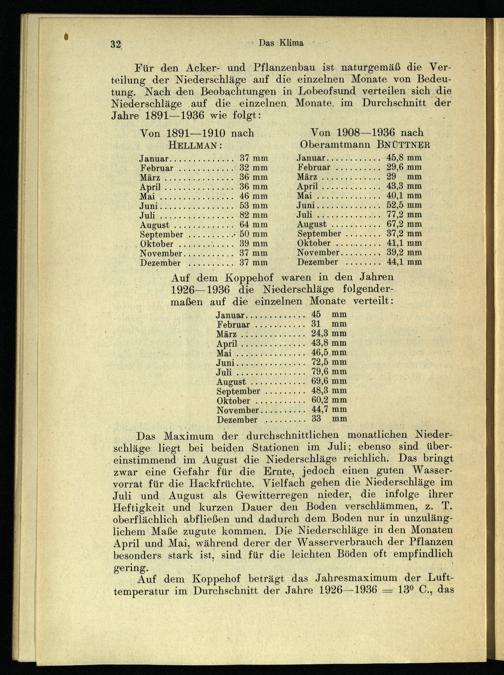 32
Das Klima
Für den Acker- und Pflanzenbau ist naturgemäß die Ver-
teilung der Niederschläge auf die einzelnen Monate von Bedeu-
tung. Nach den Beobachtungen in Lobeofsund verteilen sich die
Niederschläge auf die einzelnen Monate im Durchschnitt der
Jahre 1891—1936 wie folgt:
Von 1891—1910 nach
HELLMAN:
Januar.............. 37 mm
Februar ............ 32 mm
März ............... 36 mm
April ............... 36 mm
Mai ................ 46 mm
Juni................ 53 mm
Juli ................ 82 mm
August ............. 64 mm
September .......... 50 mm
Oktober ............ 39 mm
November........... 37 mm
Dezember .......... 37 mm
Von 1908—1936 nach
Oberamtmann BNÜTTNER
Januar............ 45,8 mm
Februar .......... 29,6 mm
März ............. 29 mm
April ............. 43,3 mm
Mai .............. 40,1 mm
Juni.............. 52,5 mm
Juli .............. 77,2 mm
August ........... 67,2 mm
September ........ 37,2 mm
Oktober .......... 41,1 mm
November......... 39,2 mm
Dezember ........ 44,1 mm
Auf dem Koppehof waren in den Jahren
1926—1936 die Niederschläge folgender-
maßen auf die einzelnen Monate verteilt:
Januar............. 45 mm
Februar ........... 31 mm
März .............. 24,3 mm
April .............. 43,8 mm
Mai ............... 46,5 mm
Juni............... 72,5 mm
Juli ............... 79,6 mm
August ............ 69,6 mm
September ......... 48,3 mm
Oktober ........... 60,2 mm
November.......... 44,7 mm
Dezember ......... 33 mm
Das Maximum der durchschnittlichen monatlichen Nieder-
schläge liegt bei beiden Stationen im Juli; ebenso sind über-
einstimmend im August die Niederschläge reichlich. Das bringt
zwar eine Gefahr für die Ernte, jedoch einen guten Wasser-
vorrat für die Hackfrüchte. Vielfach gehen die Niederschläge im
Juli und August als Gewitterregen nieder, die infolge ihrer
Heftigkeit und kurzen Dauer den Boden verschlämmen, z. T.
oberflächlich abfließen und dadurch dem Boden nur in unzuläng-
lichem Maße zugute kommen. Die Niederschläge in den Monaten
April und Mai, während derer der Wasserverbrauch der Pflanzen
besonders stark ist, sind für die leichten Böden oft empfindlich
gering.
Auf dem Koppehof beträgt das Jahresmaximum der Luft-
temperatur im Durchschnitt der Jahre 1926—1936 = 13⁰ C., das